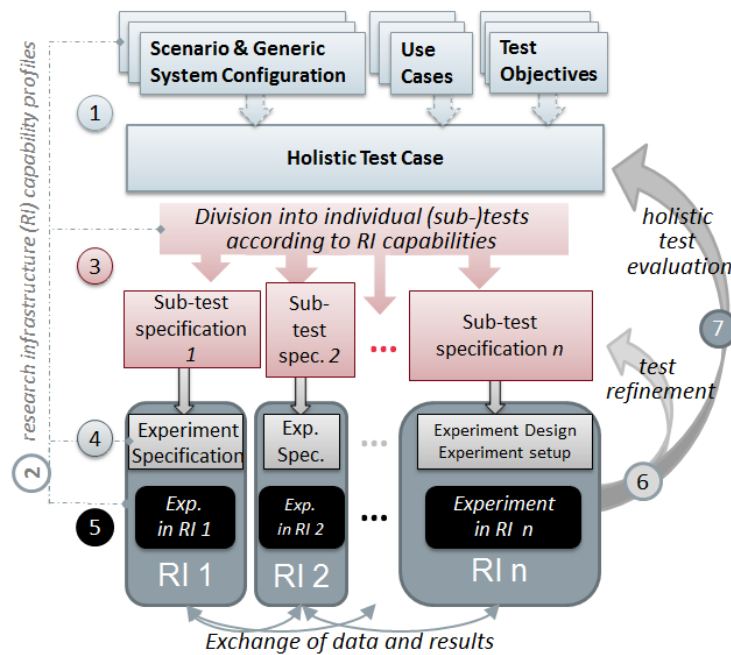 Scenario & Generic
System Configuration
Use
Cases
Test
Objectives
1
Holistic Test Case
research infrastructure (RI) capability profiles
2
Division into individual (sub-)tests
according to RI capabilities
holistic
test
evaluation
3
Sub-test
specification
1
Sub-
test
spec. 2
...
Sub-test
specification n
7
test
refinement
4
Experiment
Specification
Exp.
Spec.
...
Experiment Design
Experiment setup
6
5
Exp.
in RI 1
Exp.
in RI 2
...
Experiment
in RI n
RI 1
RI 2
RI n
Exchange of data and results